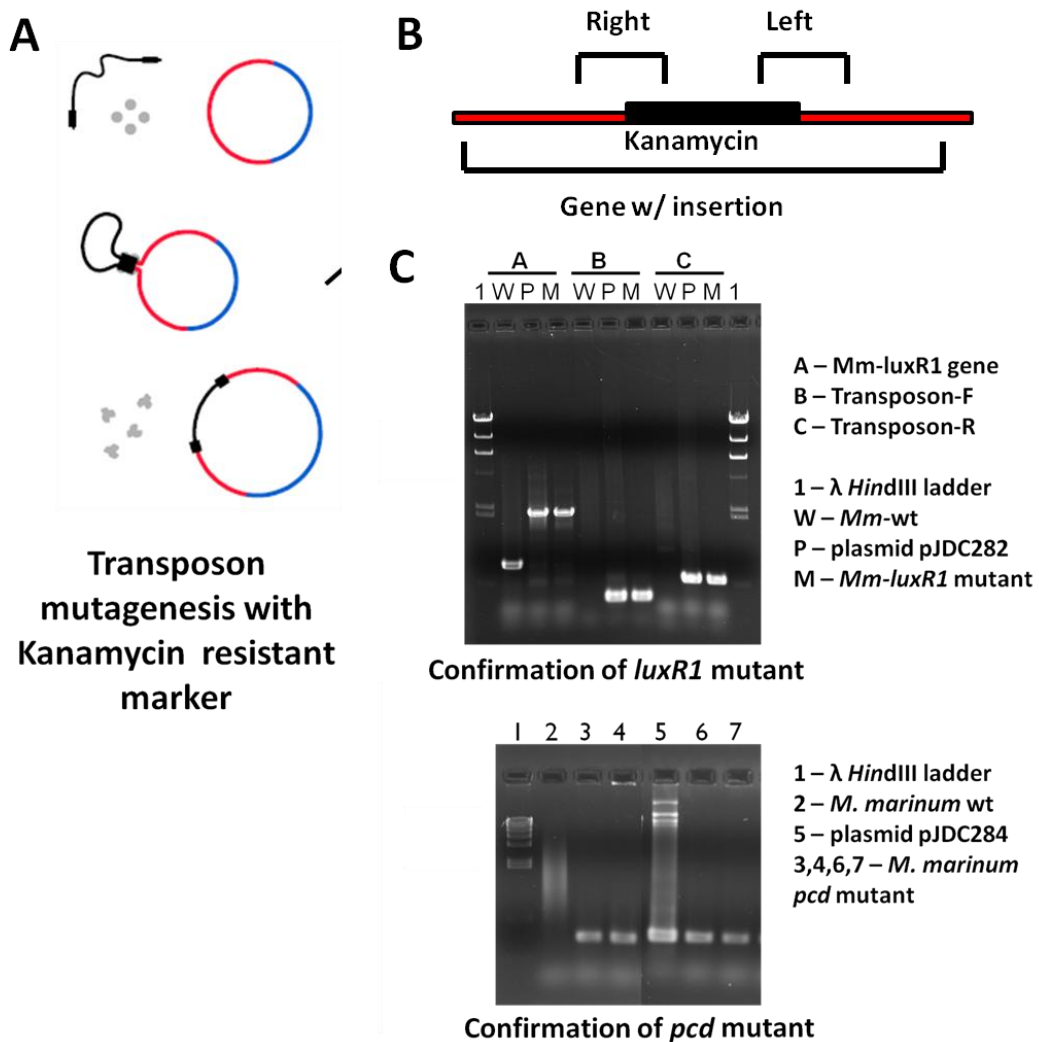 A
Transposon
mutagenesis with
Kanamycin resistant
marker
B
Right Left
Kanamycin
Gene w/ insertion
C
A B C
1 W P M W P M W P M 1
A – Mm-luxR1 gene
B – Transposon-F
C – Transposon-R
1 – λ HindIII ladder
W – Mm-wt
P – plasmid pJDC282
M – Mm-luxR1 mutant
Confirmation of luxR1 mutant
1 2 3 4 5 6 7
1 – λ HindIII ladder
2 – M. marinum wt
5 – plasmid pJDC284
3,4,6,7 – M. marinum
pcd mutant
Confirmation of pcd mutant